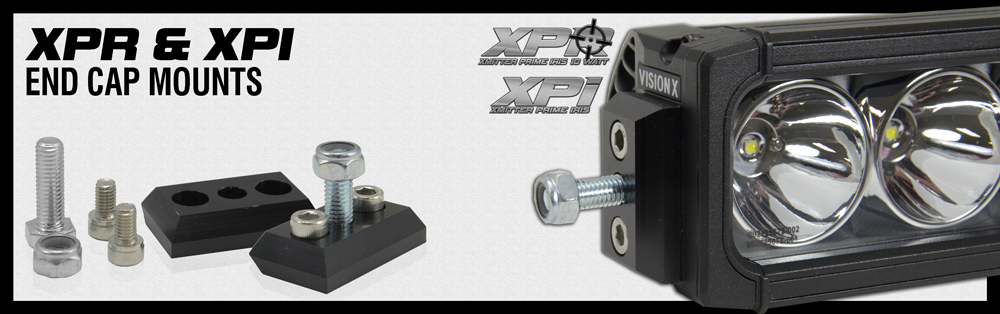 XPR & XPI
END CAP MOUNTS
XPR
XMITTER PRIME IRIS 10 WATT
XPi
XMITTER PRIME IRIS
VISION X